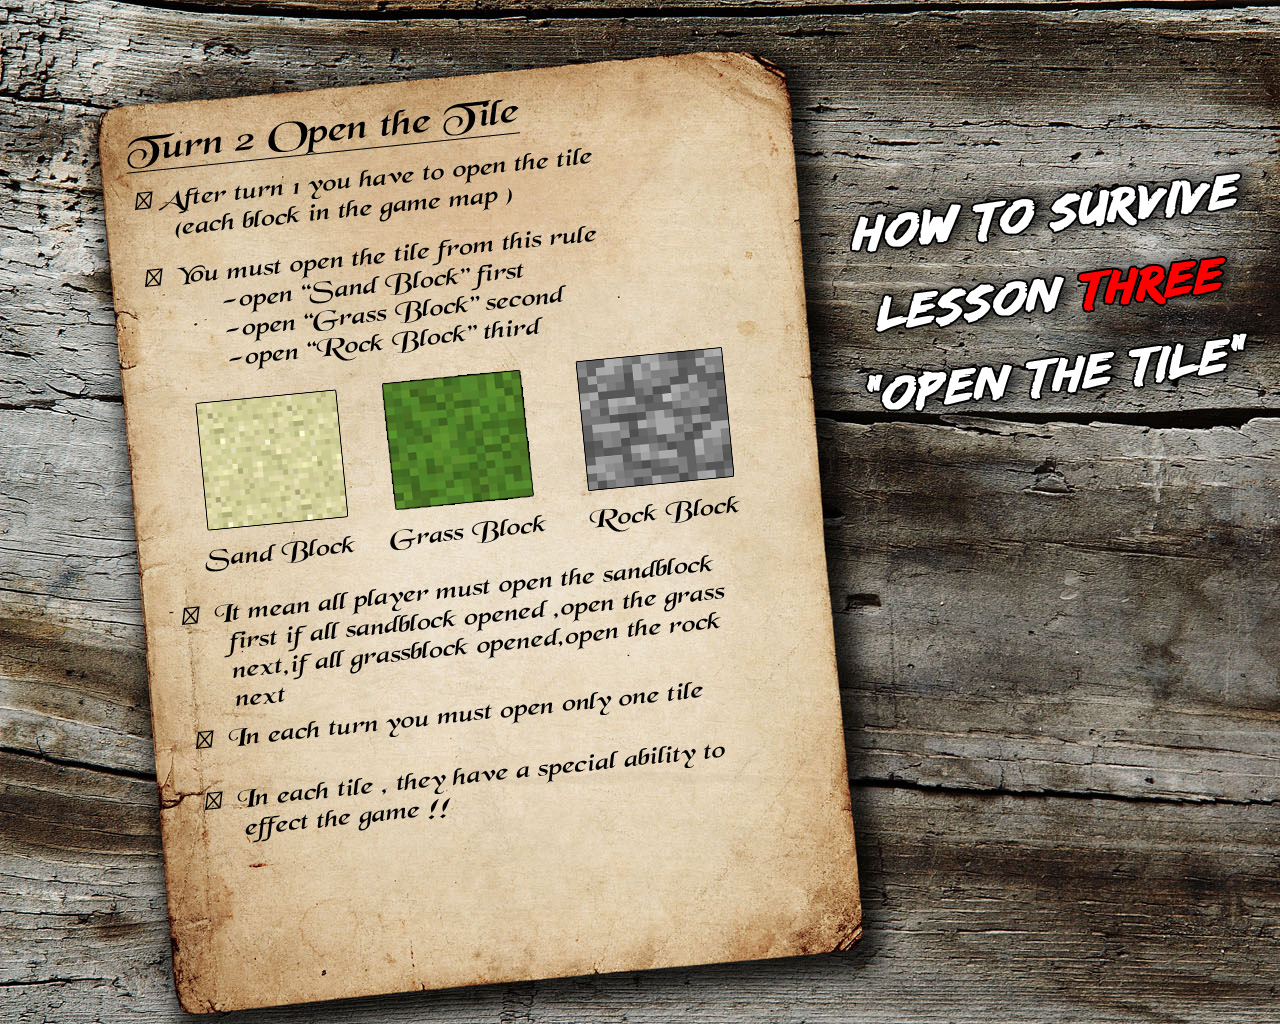 Turn 2 Open the Tile
After turn 1 you have to open the tile
(each block in the game map )
You must open the tile from this rule
-open "Sand Block" first
-open "Grass Block" second
-open "Rock Block" third
Sand Block
Grass Block
Rock Block
It mean all player must open the sandblock
first if all sandblock opened ,open the grass
next,if all grassblock opened,open the rock
next
In each turn you must open only one tile
In each tile , they have a special ability to
effect the game !!
HOW TO SURVIVE
LESSON THREE
"OPEN THE TILE"